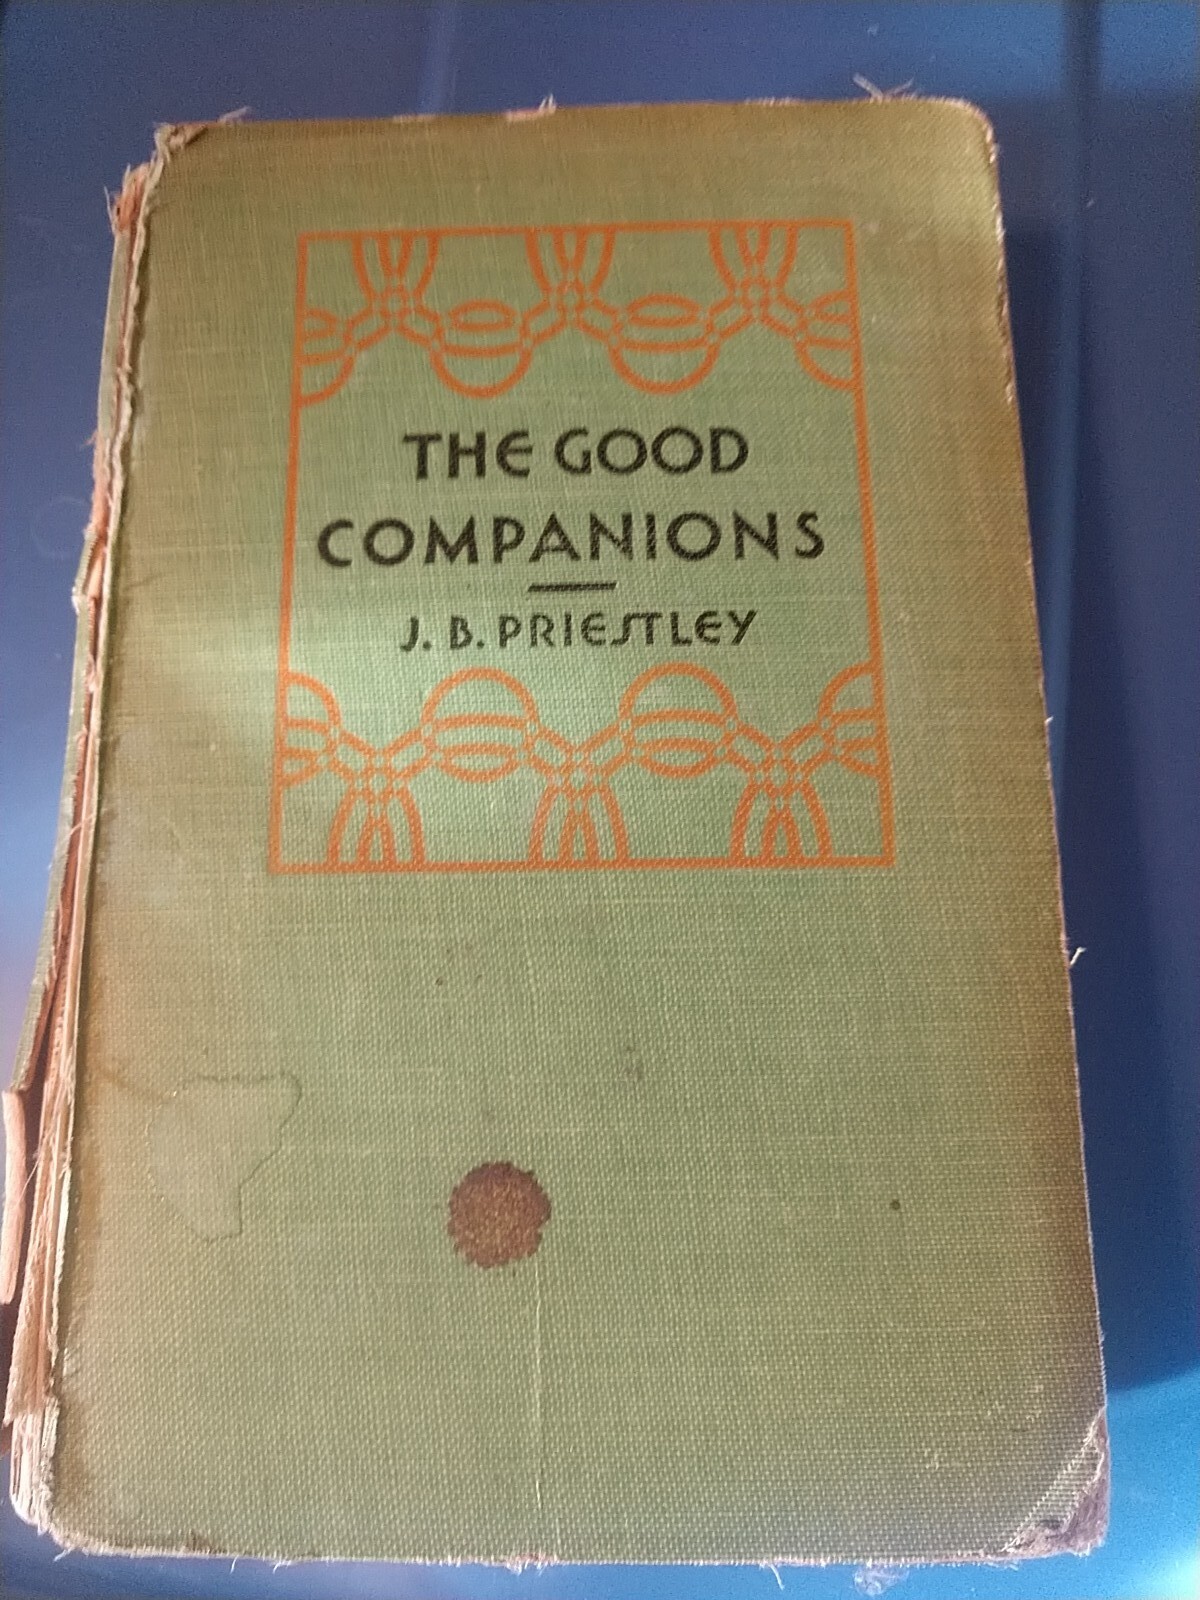 THE GOOD
COMPANIONS
J. B. PRIESTLEY